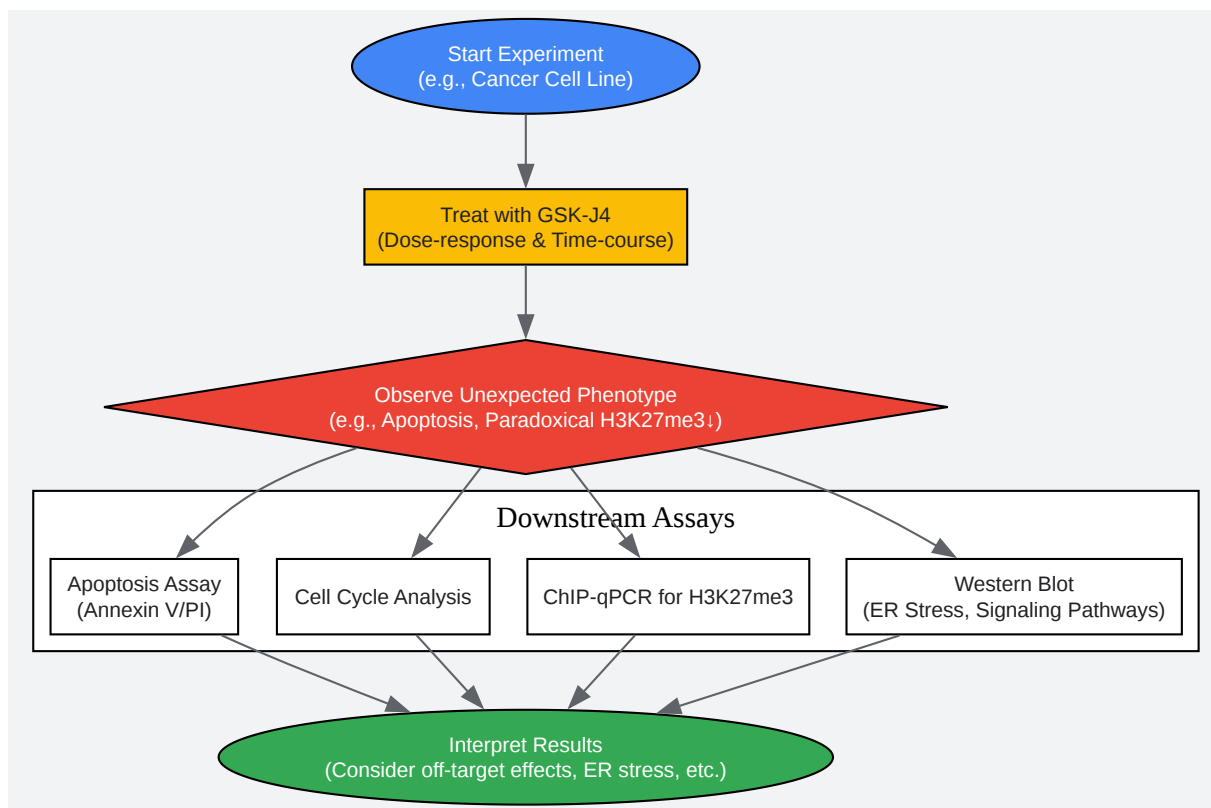 Start Experiment
(e.g., Cancer Cell Line)
Treat with GSK-J4
(Dose-response & Time-course)
Observe Unexpected Phenotype
(e.g., Apoptosis, Paradoxical H3K27me3↓)
Downstream Assays
Apoptosis Assay
(Annexin V/PI)
Cell Cycle Analysis
ChIP-qPCR for H3K27me3
Western Blot
(ER Stress, Signaling Pathways)
Interpret Results
(Consider off-target effects, ER stress, etc.)